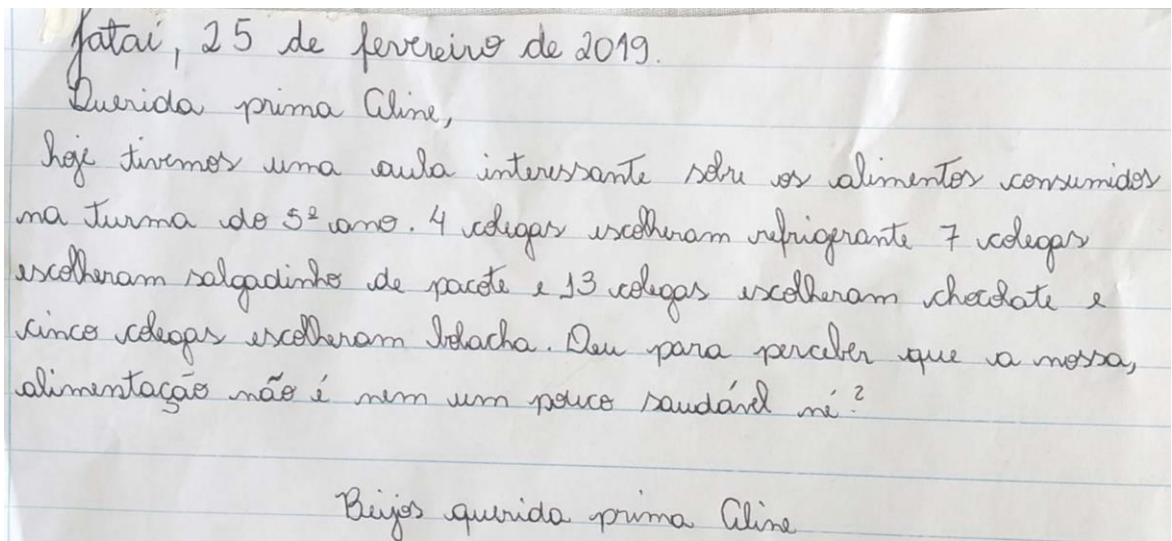 Jatai, 25 de fevereiro de 2019.
Querida prima Aline,
hoje tivemos uma aula interessante sobre os alimentos consumidos
na turma do 5º ano. 4 colegas escolheram refrigerante 7 colegas
escolheram salgadinho de pacote e 13 colegas escolheram chocolate e
cinco colegas escolheram bolacha. Deu para perceber que a nossa,
alimentação não é nem um pouco saudável né?
Beijos querida prima Aline